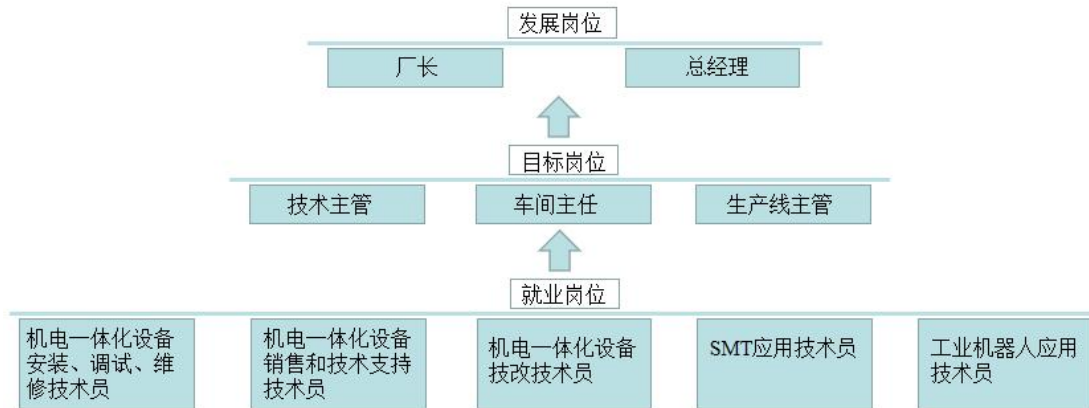 发展岗位
厂长
总经理
目标岗位
技术主管
车间主任
生产线主管
就业岗位
机电一体化设备
安装、调试、维
修技术员
机电一体化设备
销售和技术支持
技术员
机电一体化设备
技改技术员
SMT应用技术员
工业机器人应用
技术员